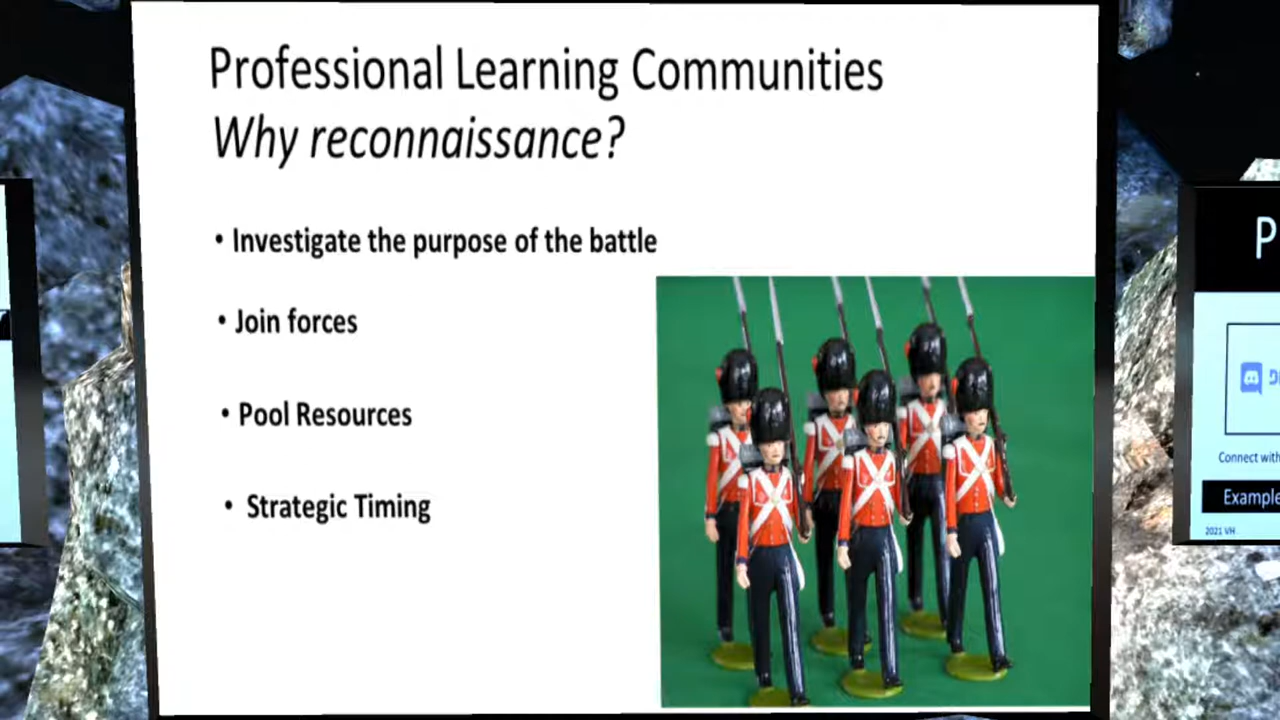 Professional Learning Communities
Why reconnaissance?
• Investigate the purpose of the battle
• Join forces
• Pool Resources
• Strategic Timing
P
Connect with
Example
2021 VH